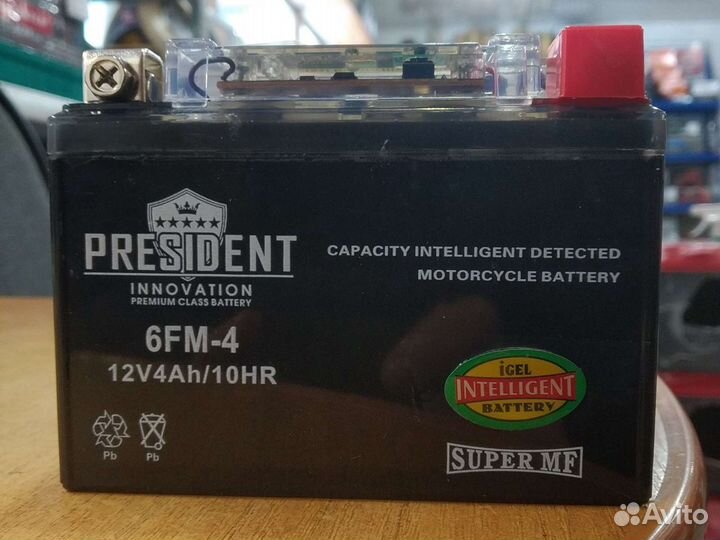 PRESIDENT
INNOVATION
PREMIUM CLASS BATTERY
6FM-4
12V4Ah/10HR
Pb
Pb
CAPACITY INTELLIGENT DETECTED
MOTORCYCLE BATTERY
iGEL
INTELLIGENT
BATTERY
SUPER MF
Avito